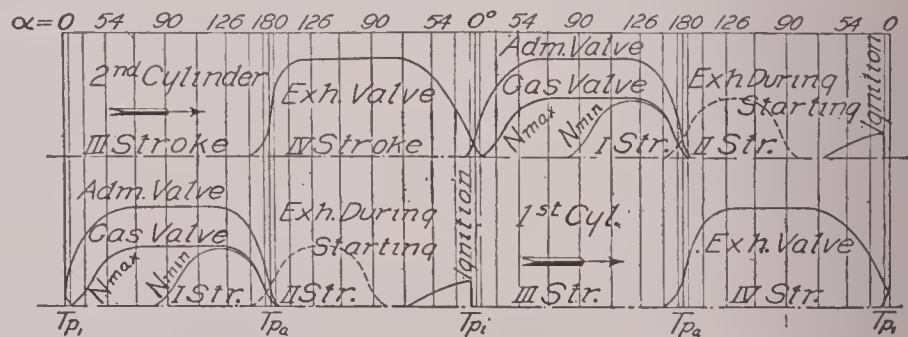 α= 0 54 90 126 180 126 90 54 0° 54 90 126 180 126 90 54 0
2nd Cylinder
III Stroke
Exh. Valve
IV Stroke
Adm. Valve
Gas Valve
Nmax
Nmin
I Str.
Exh. During
Starting
II Str.
Ignition
Adm. Valve
Gas Valve
Nmax
Nmin
I Str.
Exh. During
Starting
II Str.
Ignition
1st Cyl.
III Str.
Exh. Valve
IV Str.
Tp₁ Tpa Tpi Tpa Tp₁